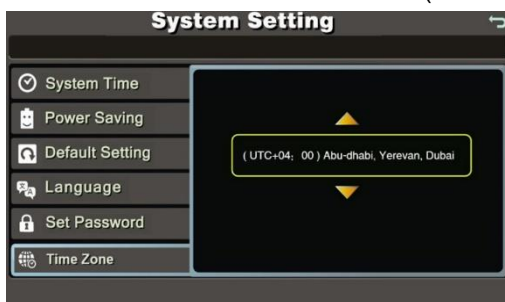 System Setting
System Time
Power Saving
Default Setting
Language
Set Password
Time Zone
( UTC+04: 00 ) Abu-dhabi, Yerevan, Dubai